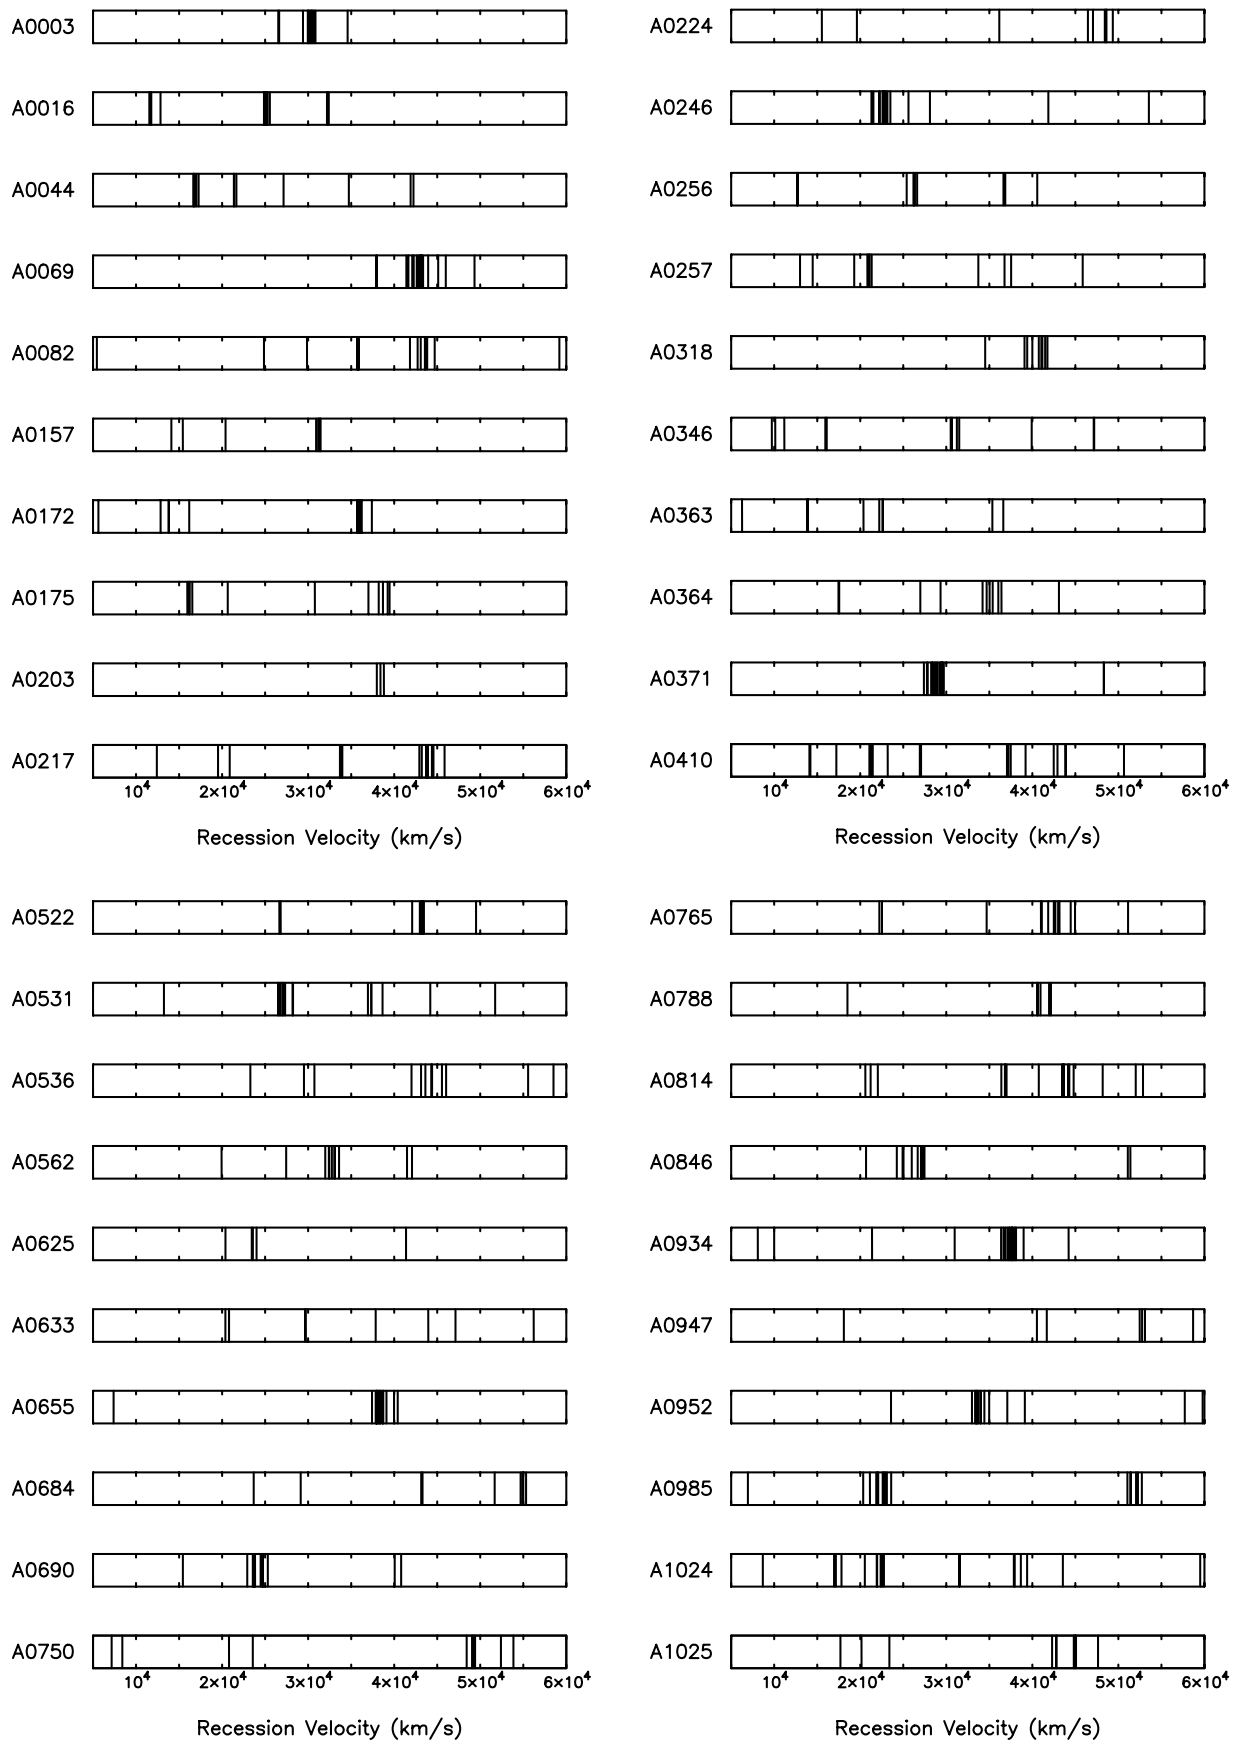 A0003
A0016
A0044
A0069
A0082
A0157
A0172
A0175
A0203
A0217
10⁴ 2×10⁴ 3×10⁴ 4×10⁴ 5×10⁴ 6×10⁴
Recession Velocity (km/s)
A0224
A0246
A0256
A0257
A0318
A0346
A0363
A0364
A0371
A0410
10⁴ 2×10⁴ 3×10⁴ 4×10⁴ 5×10⁴ 6×10⁴
Recession Velocity (km/s)
A0522
A0531
A0536
A0562
A0625
A0633
A0655
A0684
A0690
A0750
10⁴ 2×10⁴ 3×10⁴ 4×10⁴ 5×10⁴ 6×10⁴
Recession Velocity (km/s)
A0765
A0788
A0814
A0846
A0934
A0947
A0952
A0985
A1024
A1025
10⁴ 2×10⁴ 3×10⁴ 4×10⁴ 5×10⁴ 6×10⁴
Recession Velocity (km/s)